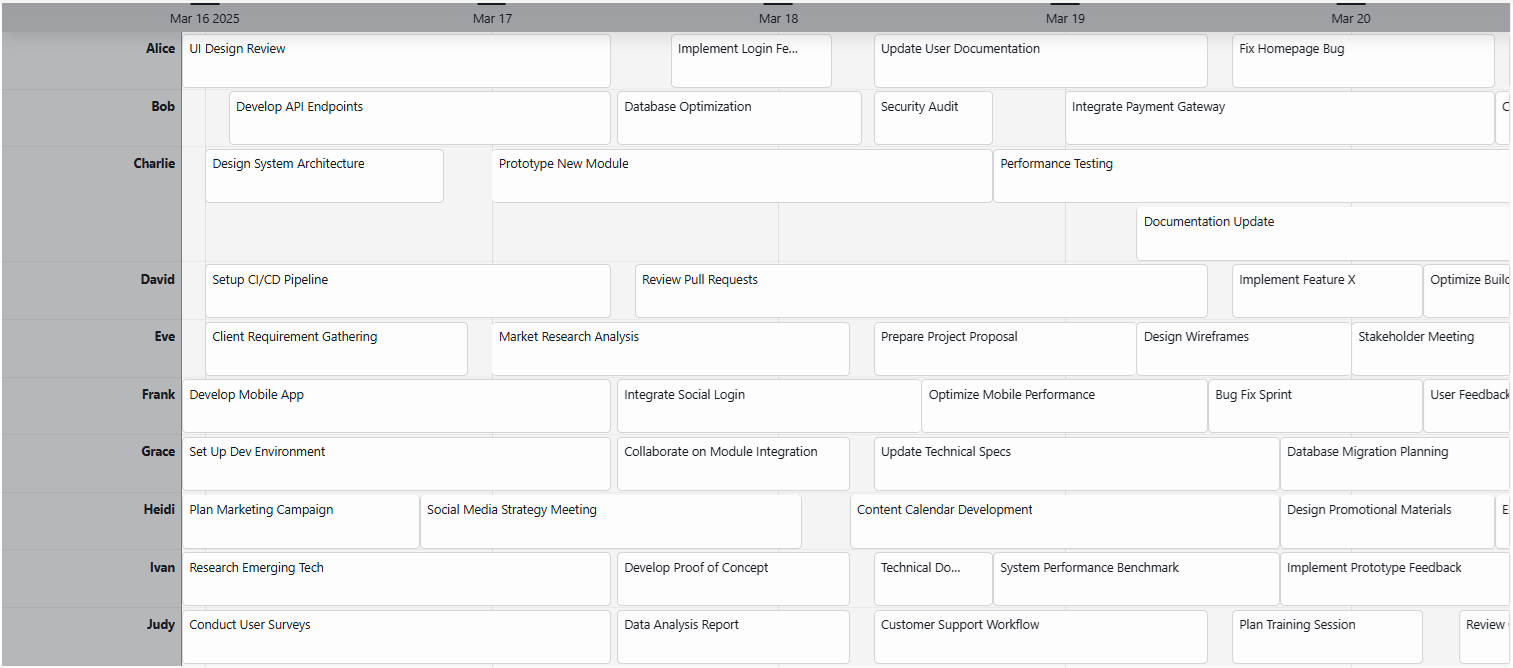 Mar 16 2025 Mar 17 Mar 18 Mar 19 Mar 20
Alice UI Design Review Implement Login Fe... Update User Documentation Fix Homepage Bug
Bob Develop API Endpoints Database Optimization Security Audit Integrate Payment Gateway
Charlie Design System Architecture Prototype New Module Performance Testing
Documentation Update
David Setup CI/CD Pipeline Review Pull Requests Implement Feature X Optimize
Eve Client Requirement Gathering Market Research Analysis Prepare Project Proposal Design Wireframes Stakeholder Meeting
Frank Develop Mobile App Integrate Social Login Optimize Mobile Performance Bug Fix Sprint User Feedback
Grace Set Up Dev Environment Collaborate on Module Integration Update Technical Specs Database Migration Planning
Heidi Plan Marketing Campaign Social Media Strategy Meeting Content Calendar Development Design Promotional Materials
Ivan Research Emerging Tech Develop Proof of Concept Technical Do... System Performance Benchmark Implement Prototype Feedback
Judy Conduct User Surveys Data Analysis Report Customer Support Workflow Plan Training Session Review